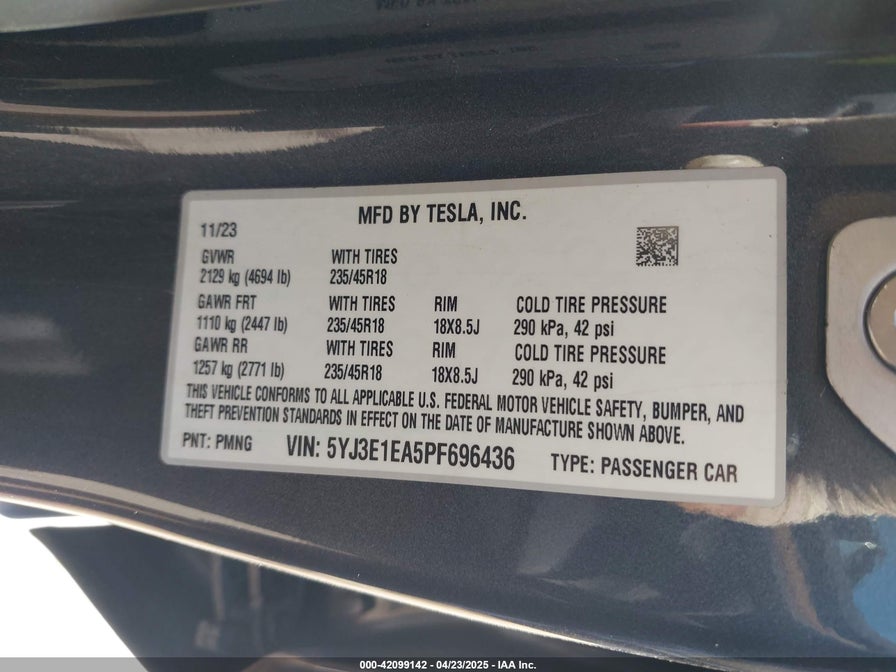 MFD BY TESLA, INC.
11/23
GVWR WITH TIRES
2129 kg (4694 lb) 235/45R18
GAWR FRT WITH TIRES RIM COLD TIRE PRESSURE
1110 kg (2447 lb) 235/45R18 18X8.5J 290 kPa, 42 psi
GAWR RR WITH TIRES RIM COLD TIRE PRESSURE
1257 kg (2771 lb) 235/45R18 18X8.5J 290 kPa, 42 psi
THIS VEHICLE CONFORMS TO ALL APPLICABLE U.S. FEDERAL MOTOR VEHICLE SAFETY, BUMPER, AND
THEFT PREVENTION STANDARDS IN EFFECT ON THE DATE OF MANUFACTURE SHOWN ABOVE.
PNT: PMNG VIN: 5YJ3E1EA5PF696436 TYPE: PASSENGER CAR
000-42099142 - 04/23/2025 - IAA Inc.